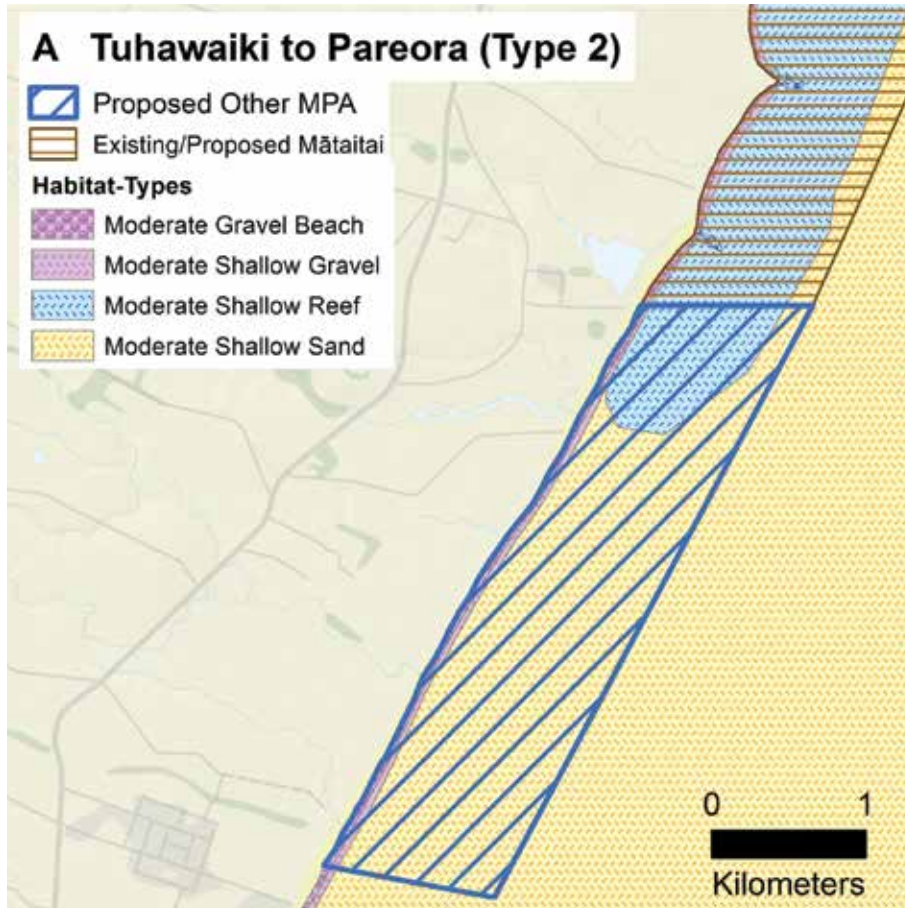 A Tuhawaiki to Pareora (Type 2)
Proposed Other MPA
Existing/Proposed Mātaitai
Habitat-Types
Moderate Gravel Beach
Moderate Shallow Gravel
Moderate Shallow Reef
Moderate Shallow Sand
0 1
Kilometers